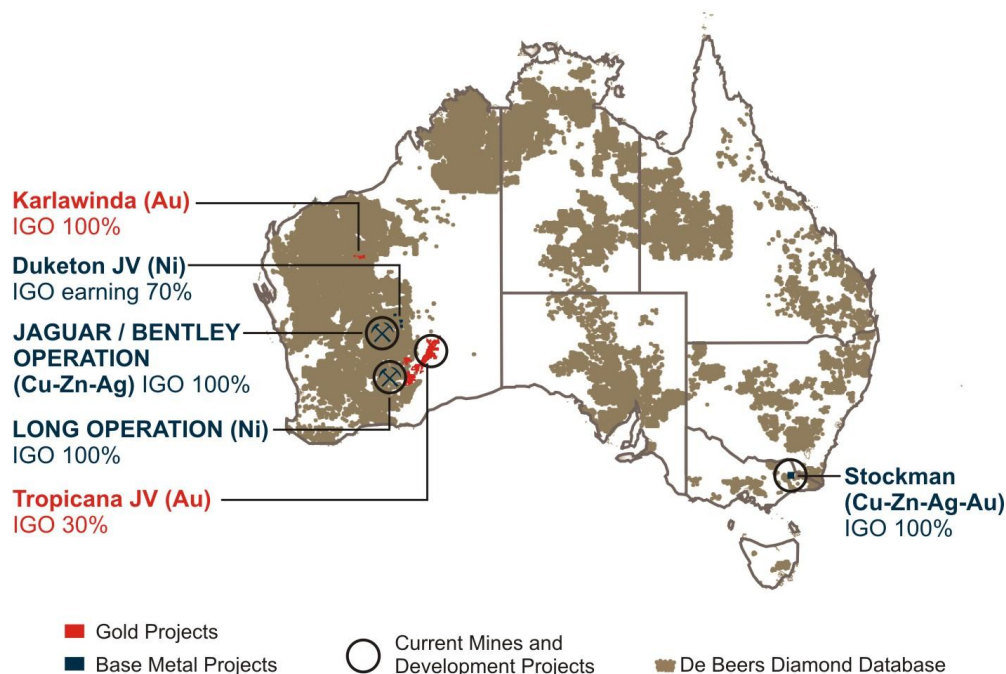 Karlawinda (Au)
IGO 100%
Duketon JV (Ni)
IGO earning 70%
JAGUAR / BENTLEY
OPERATION
(Cu-Zn-Ag) IGO 100%
LONG OPERATION (Ni)
IGO 100%
Tropicana JV (Au)
IGO 30%
Stockman
(Cu-Zn-Ag-Au)
IGO 100%
Gold Projects
Base Metal Projects
Current Mines and
Development Projects
De Beers Diamond Database